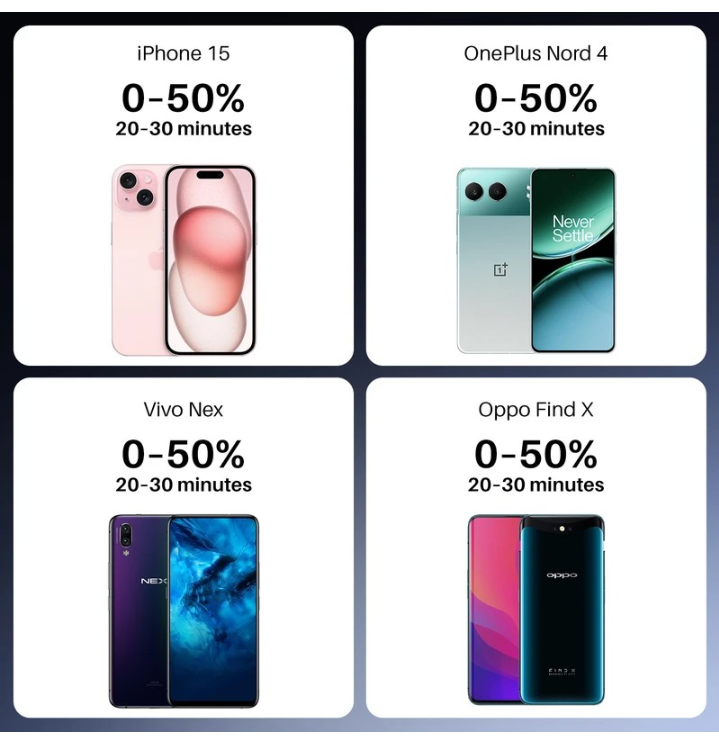 iPhone 15
0-50%
20-30 minutes
OnePlus Nord 4
0-50%
20-30 minutes
Never
Settle
1+
Vivo Nex
0-50%
20-30 minutes
NEX
Oppo Find X
0-50%
20-30 minutes
oppo
FIND X